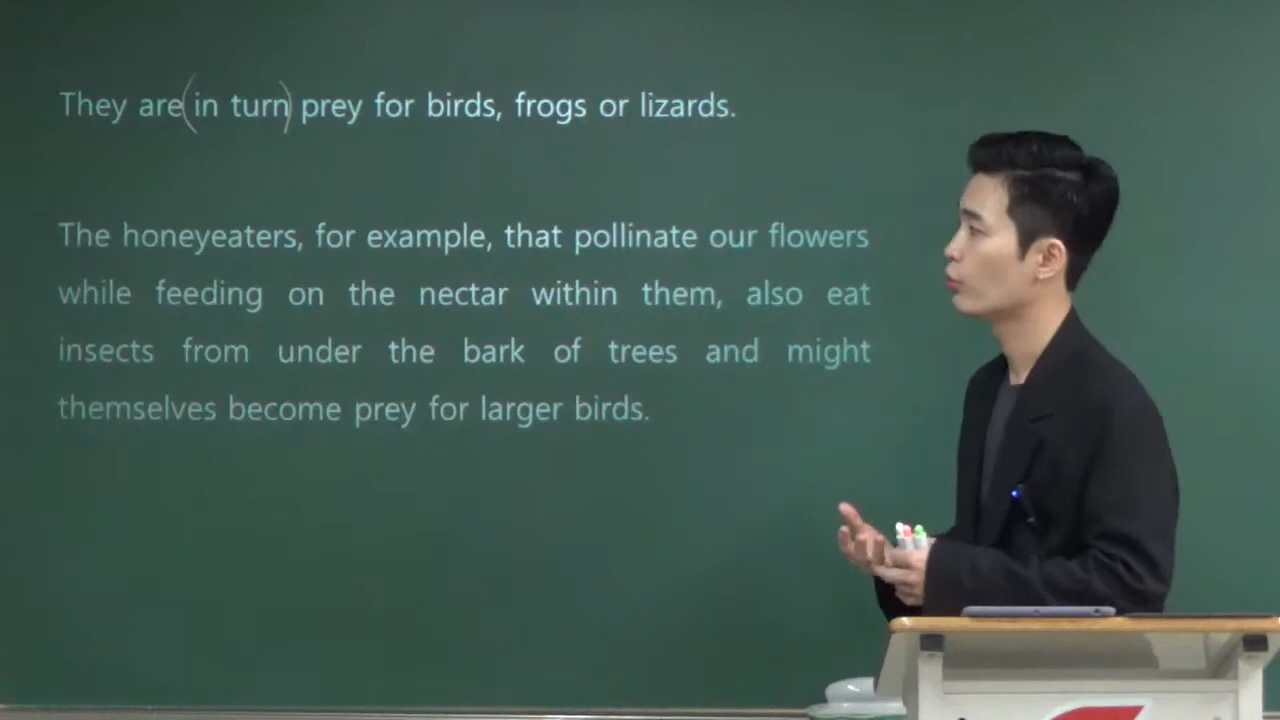 They are (in turn) prey for birds, frogs or lizards.
The honeyeaters, for example, that pollinate our flowers
while feeding on the nectar within them, also eat
insects from under the bark of trees and might
themselves become prey for larger birds.